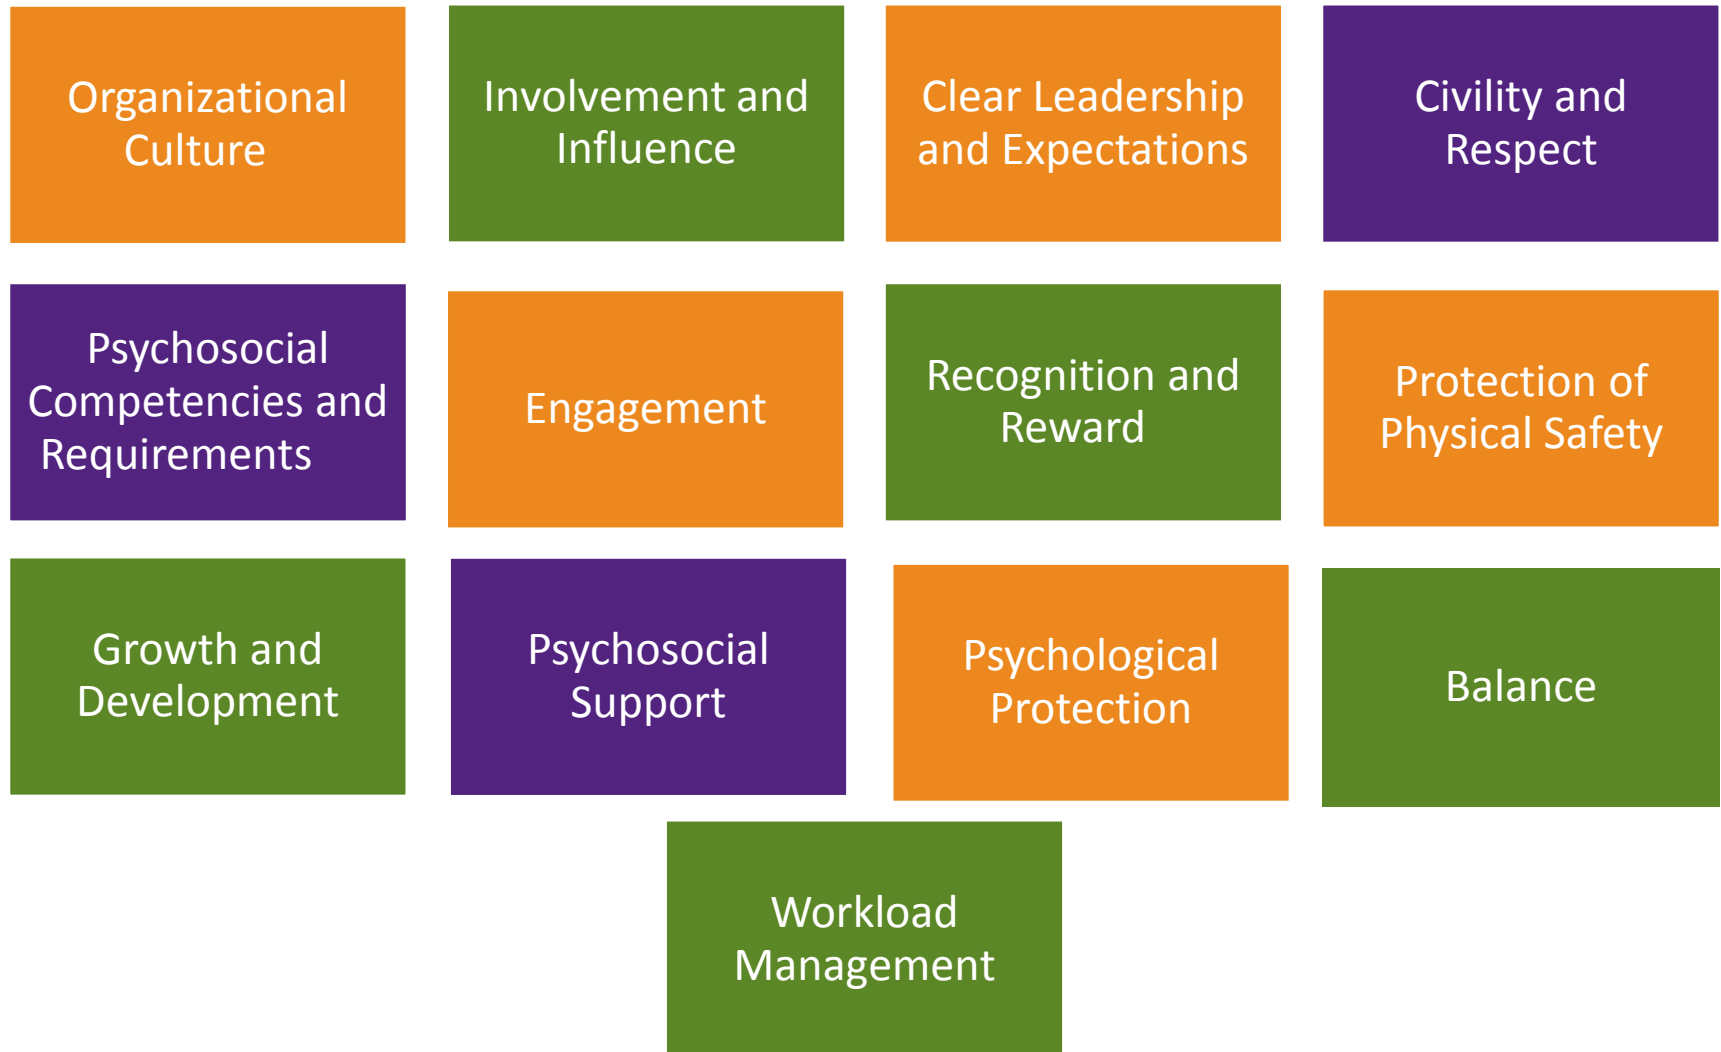 Organizational
Culture
Involvement and
Influence
Clear Leadership
and Expectations
Civility and
Respect
Psychosocial
Competencies and
Requirements
Engagement
Recognition and
Reward
Protection of
Physical Safety
Growth and
Development
Psychosocial
Support
Psychological
Protection
Balance
Workload
Management